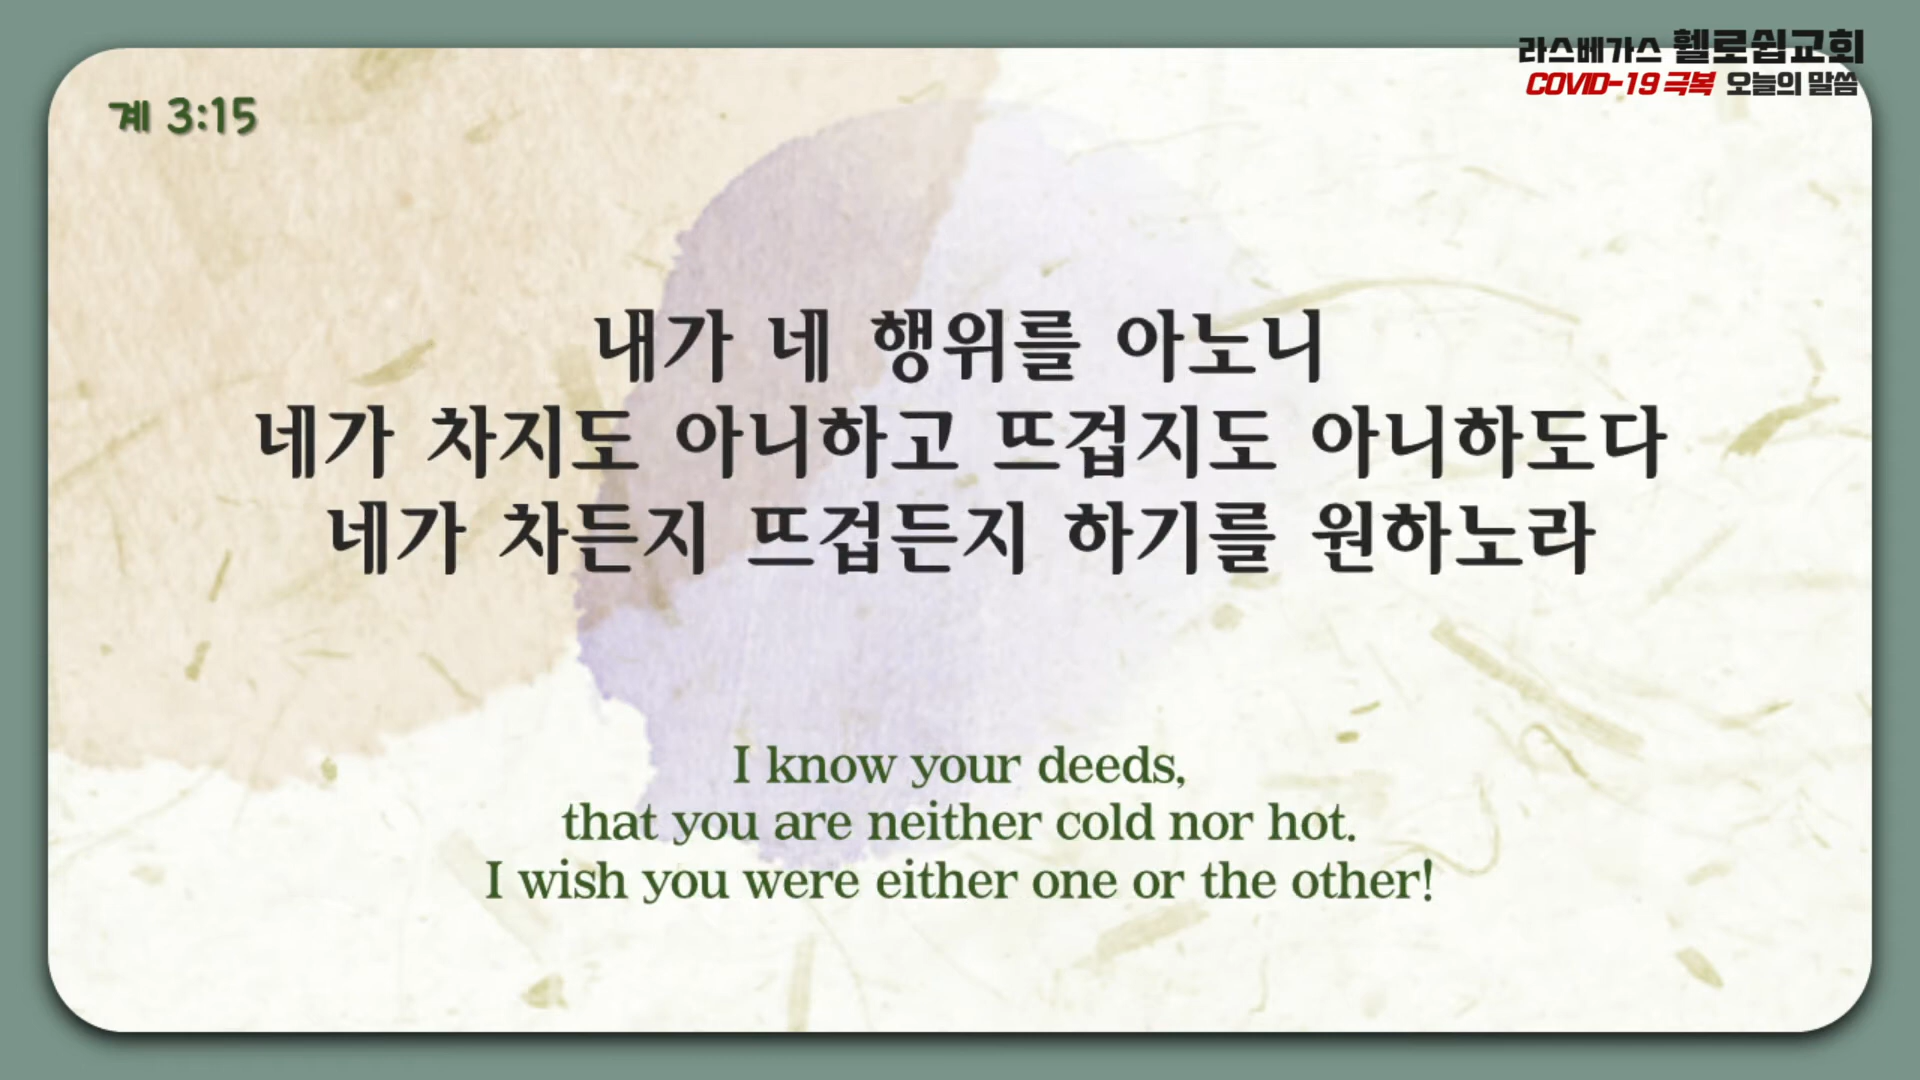 라스베가스 휄로쉽교회
COVID-19 극복 오늘의 말씀
계 3:15
내가 네 행위를 아노니
네가 차지도 아니하고 뜨겁지도 아니하도다
네가 차든지 뜨겁든지 하기를 원하노라
I know your deeds,
that you are neither cold nor hot.
I wish you were either one or the other!